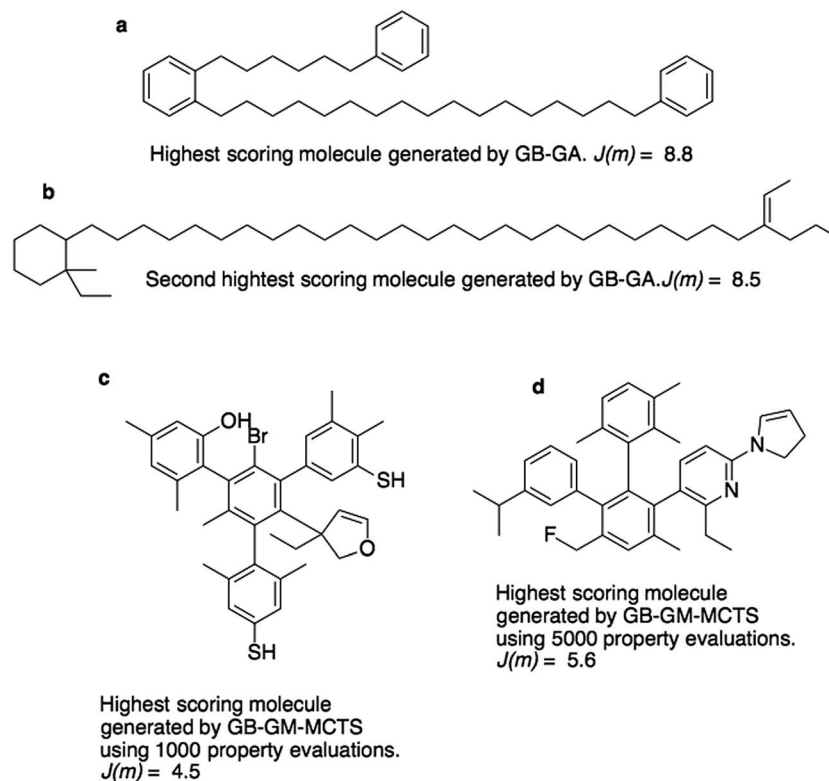 a
Highest scoring molecule generated by GB-GA. J(m) = 8.8
b
Second hightest scoring molecule generated by GB-GA.J(m) = 8.5
c
OH
Br
SH
O
SH
Highest scoring molecule
generated by GB-GM-MCTS
using 1000 property evaluations.
J(m) = 4.5
d
N
N
F
Highest scoring molecule
generated by GB-GM-MCTS
using 5000 property evaluations.
J(m) = 5.6